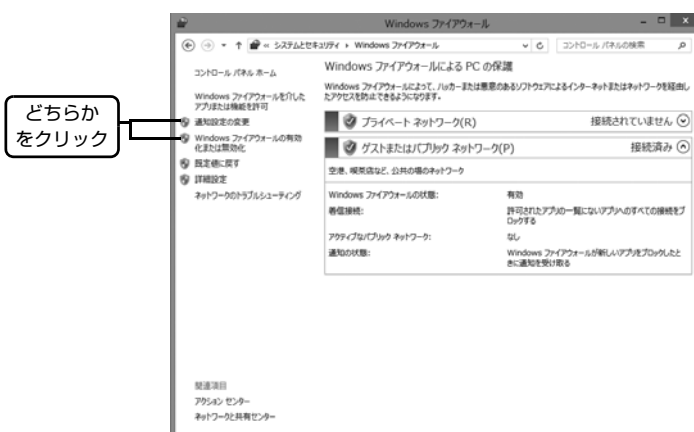 Windows ファイアウォール
« システムとセキュリティ ▸ Windows ファイアウォール
コントロール パネルの検索
コントロール パネル ホーム
Windows ファイアウォールを介した
アプリまたは機能を許可
通知設定の変更
Windows ファイアウォールの有効
化または無効化
既定値に戻す
詳細設定
ネットワークのトラブルシューティング
どちらか
をクリック
Windows ファイアウォールによる PC の保護
Windows ファイアウォールによって、ハッカーまたは悪意のあるソフトウェアによるインターネットまたはネットワークを経由し
たアクセスを防止できるようになります。
プライベート ネットワーク(R) 接続されていません
ゲストまたはパブリック ネットワーク(P) 接続済み
空港、喫茶店など、公共の場のネットワーク
Windows ファイアウォールの状態: 有効
着信接続: 許可されたアプリの一覧にないアプリへのすべての接続をブ
ロックする
アクティブなパブリック ネットワーク: なし
通知の状態: Windows ファイアウォールが新しいアプリをブロックしたと
きに通知を受け取る
関連項目
アクション センター
ネットワークと共有センター